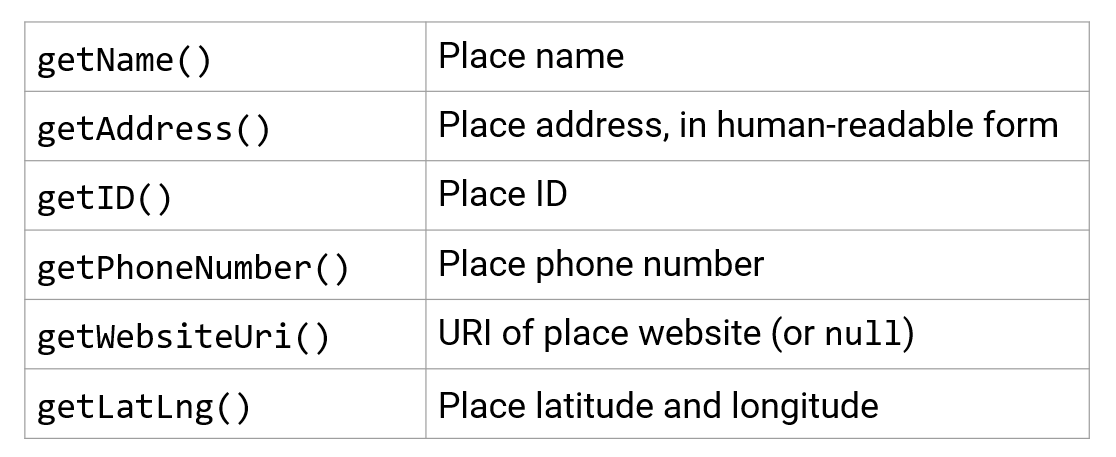 getName() Place name
getAddress() Place address, in human-readable form
getID() Place ID
getPhoneNumber() Place phone number
getWebsiteUri() URI of place website (or null)
getLatLng() Place latitude and longitude